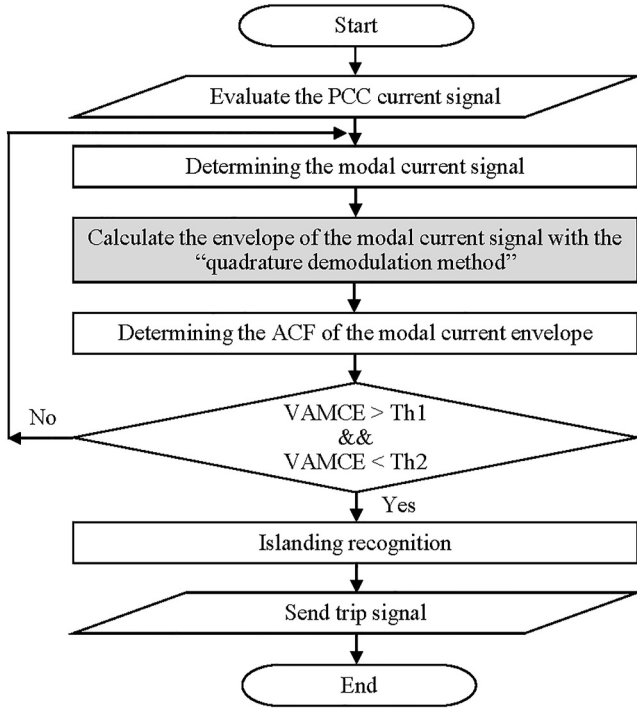 Start
Evaluate the PCC current signal
Determining the modal current signal
Calculate the envelope of the modal current signal with the
“quadrature demodulation method”
Determining the ACF of the modal current envelope
No
VAMCE > Th1
&&
VAMCE < Th2
Yes
Islanding recognition
Send trip signal
End